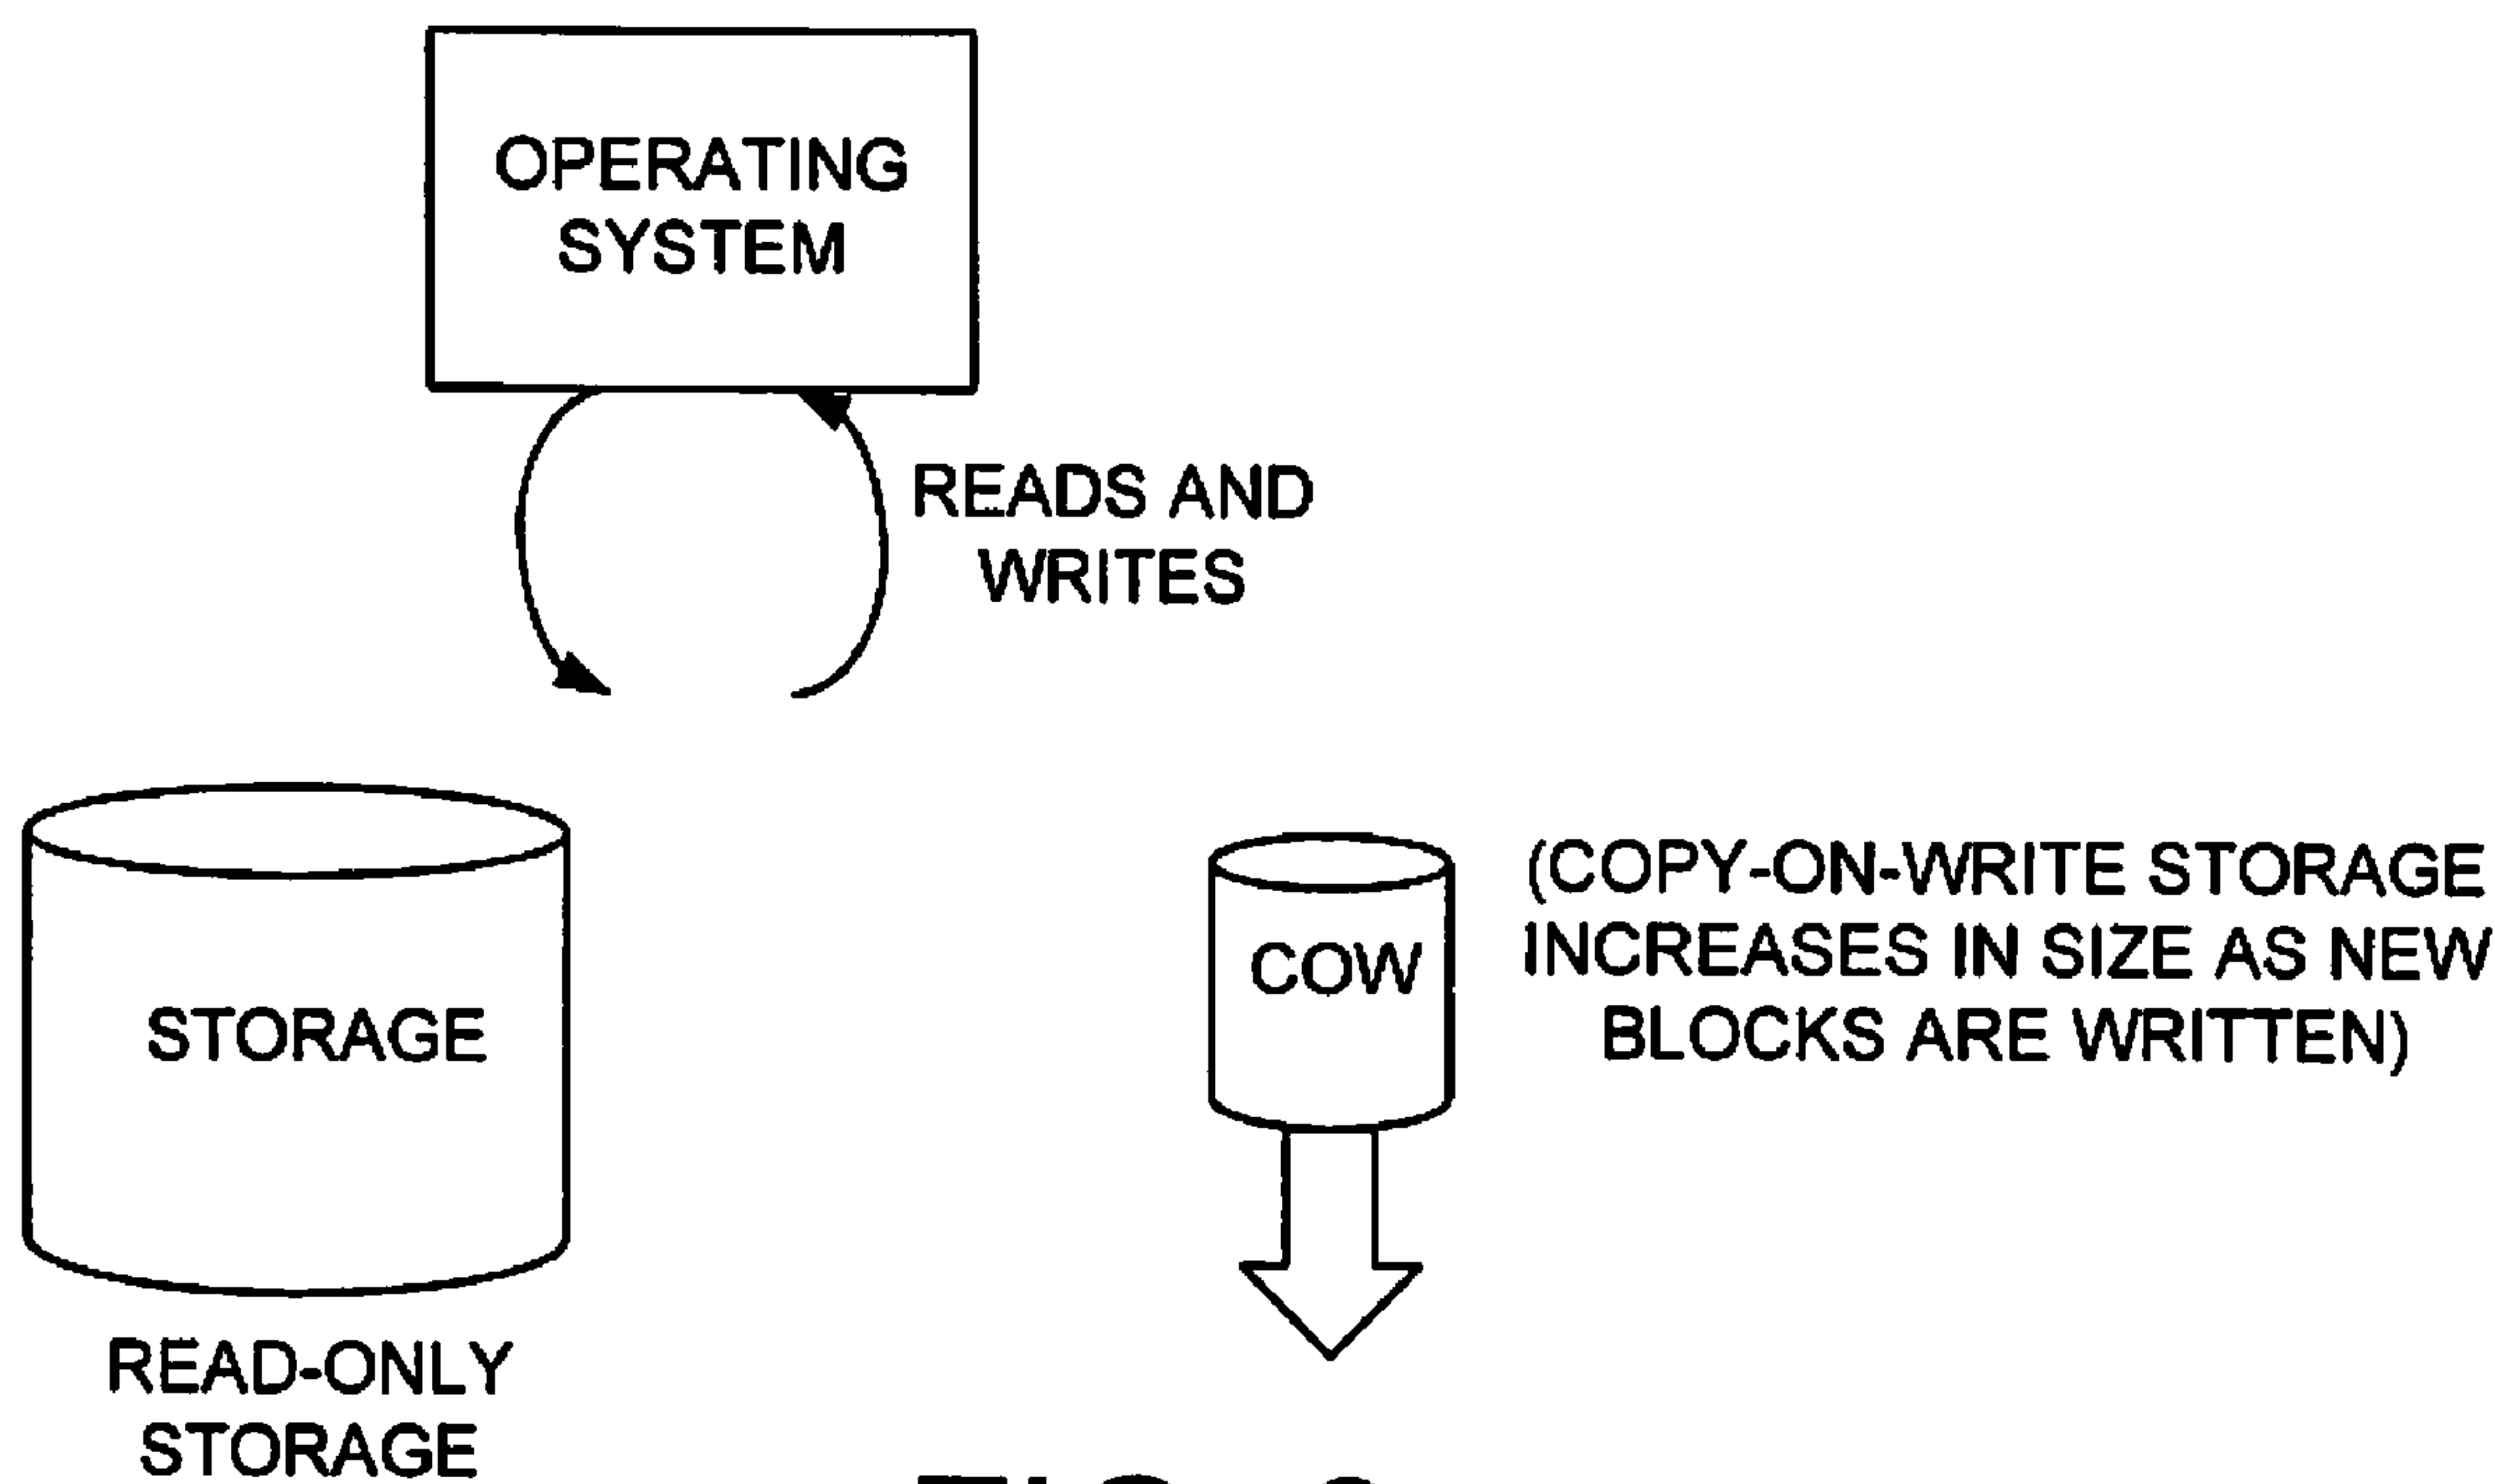 OPERATING
SYSTEM
READS AND
WRITES
STORAGE
COW
(COPY-ON-WRITE STORAGE
INCREASES IN SIZE AS NEW
BLOCKS ARE WRITTEN)
READ-ONLY
STORAGE